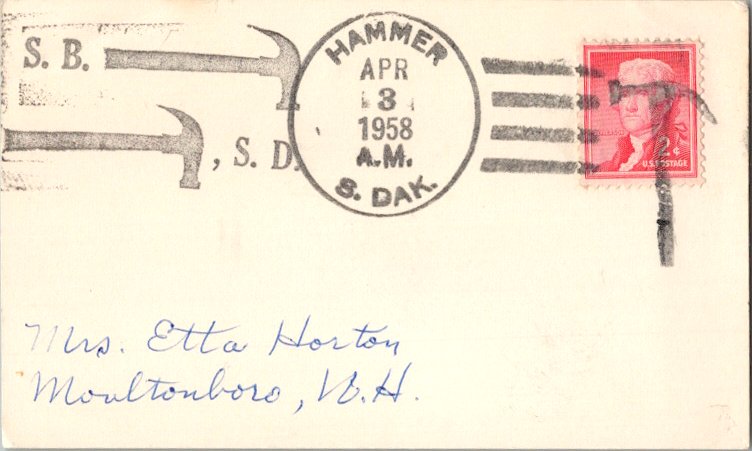 S. B.
, S. D.
HAMMER
APR
3
1958
A.M.
S. DAK.
2¢
U.S. POSTAGE
Mrs. Etta Horton
Moultonboro, N.H.